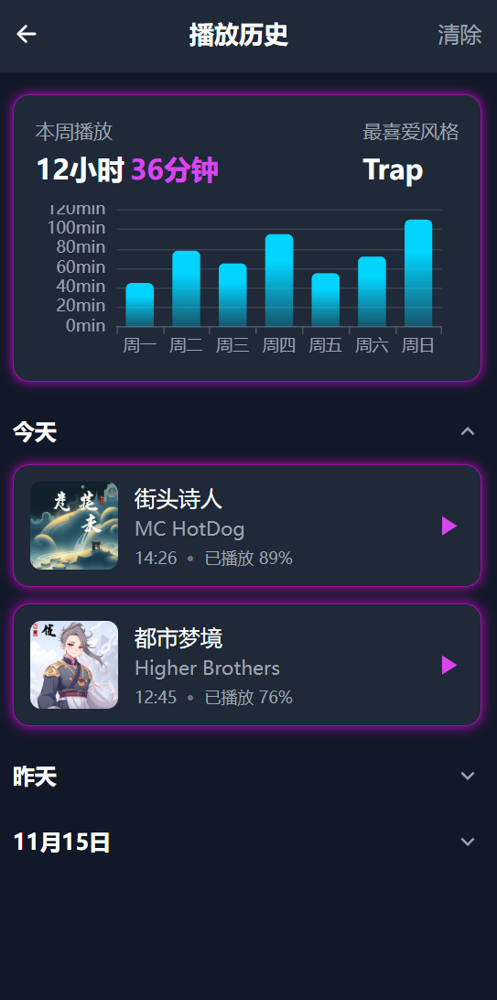 播放历史
清除
本周播放
最喜爱风格
12小时 36分钟
Trap
120min
100min
80min
60min
40min
20min
0min
周一 周二 周三 周四 周五 周六 周日
今天
街头诗人
MC HotDog
14:26 • 已播放 89%
都市梦境
Higher Brothers
12:45 • 已播放 76%
昨天
11月15日